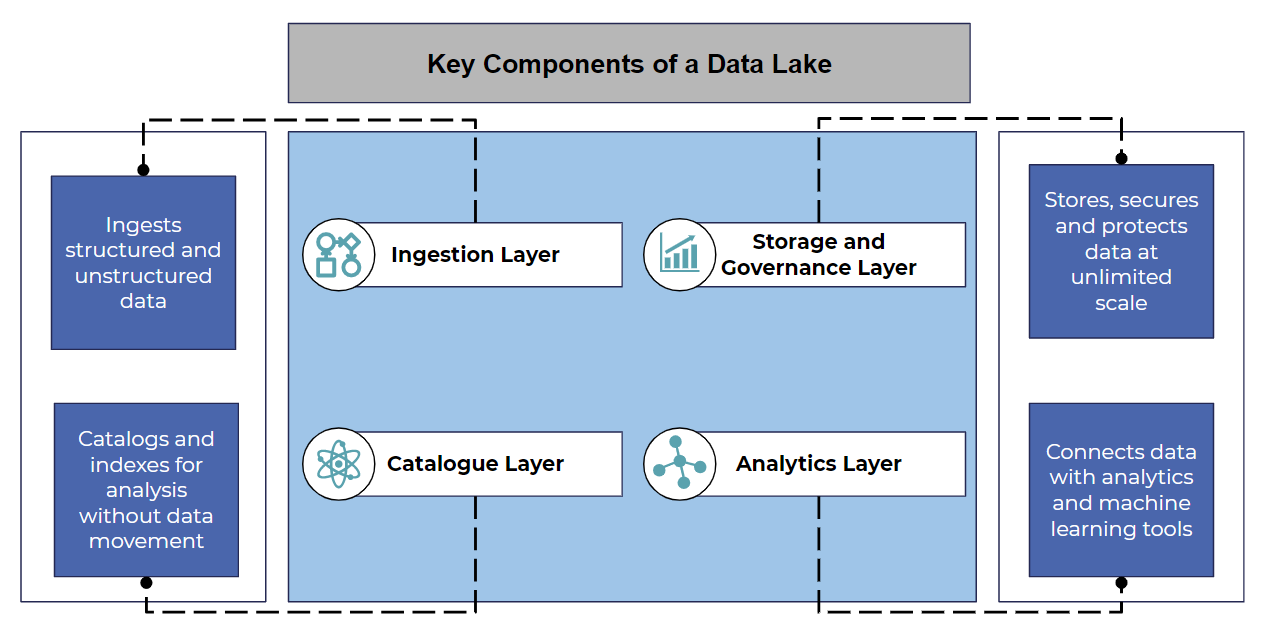 Key Components of a Data Lake
Ingests
structured and
unstructured
data
Ingestion Layer
Storage and
Governance Layer
Stores, secures
and protects
data at
unlimited
scale
Catalogs and
indexes for
analysis
without data
movement
Catalogue Layer
Analytics Layer
Connects data
with analytics
and machine
learning tools